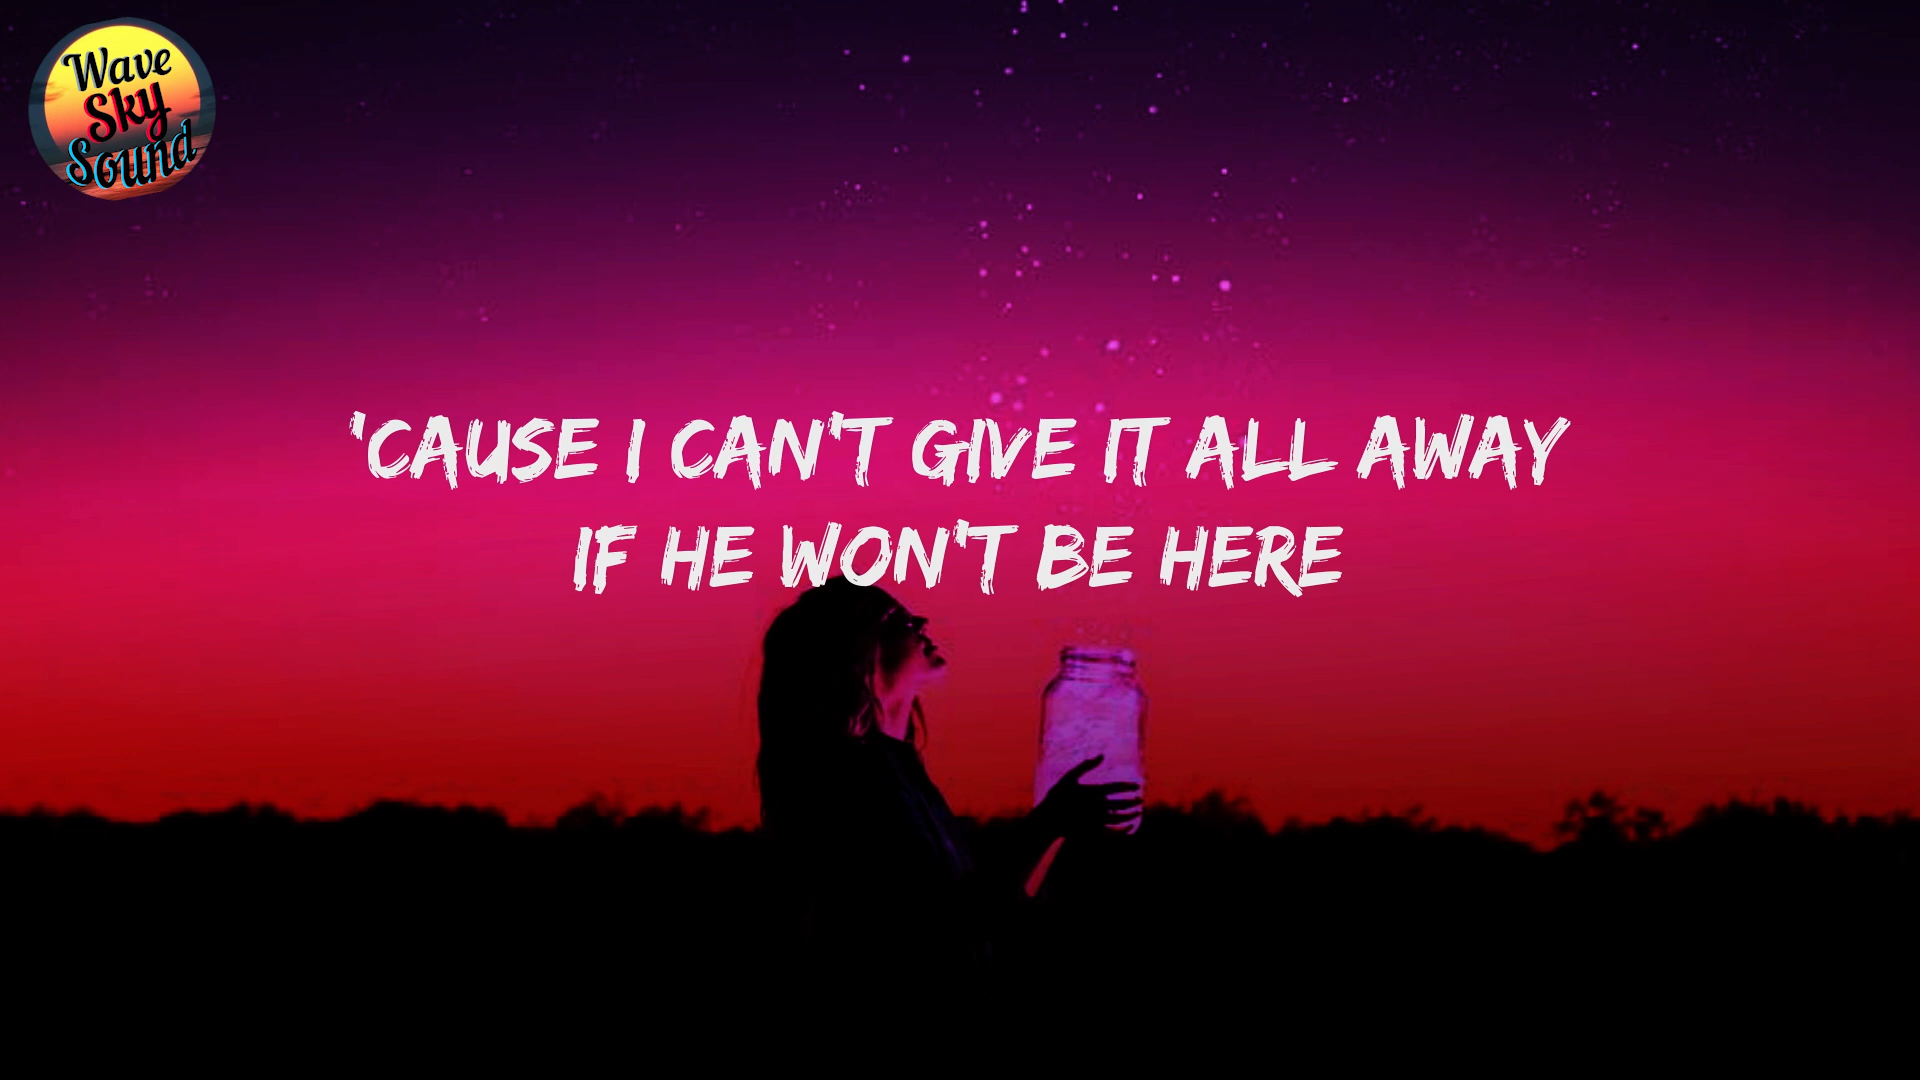 Wave
Sky
Sound
'CAUSE I CAN'T GIVE IT ALL AWAY
IF HE WON'T BE HERE